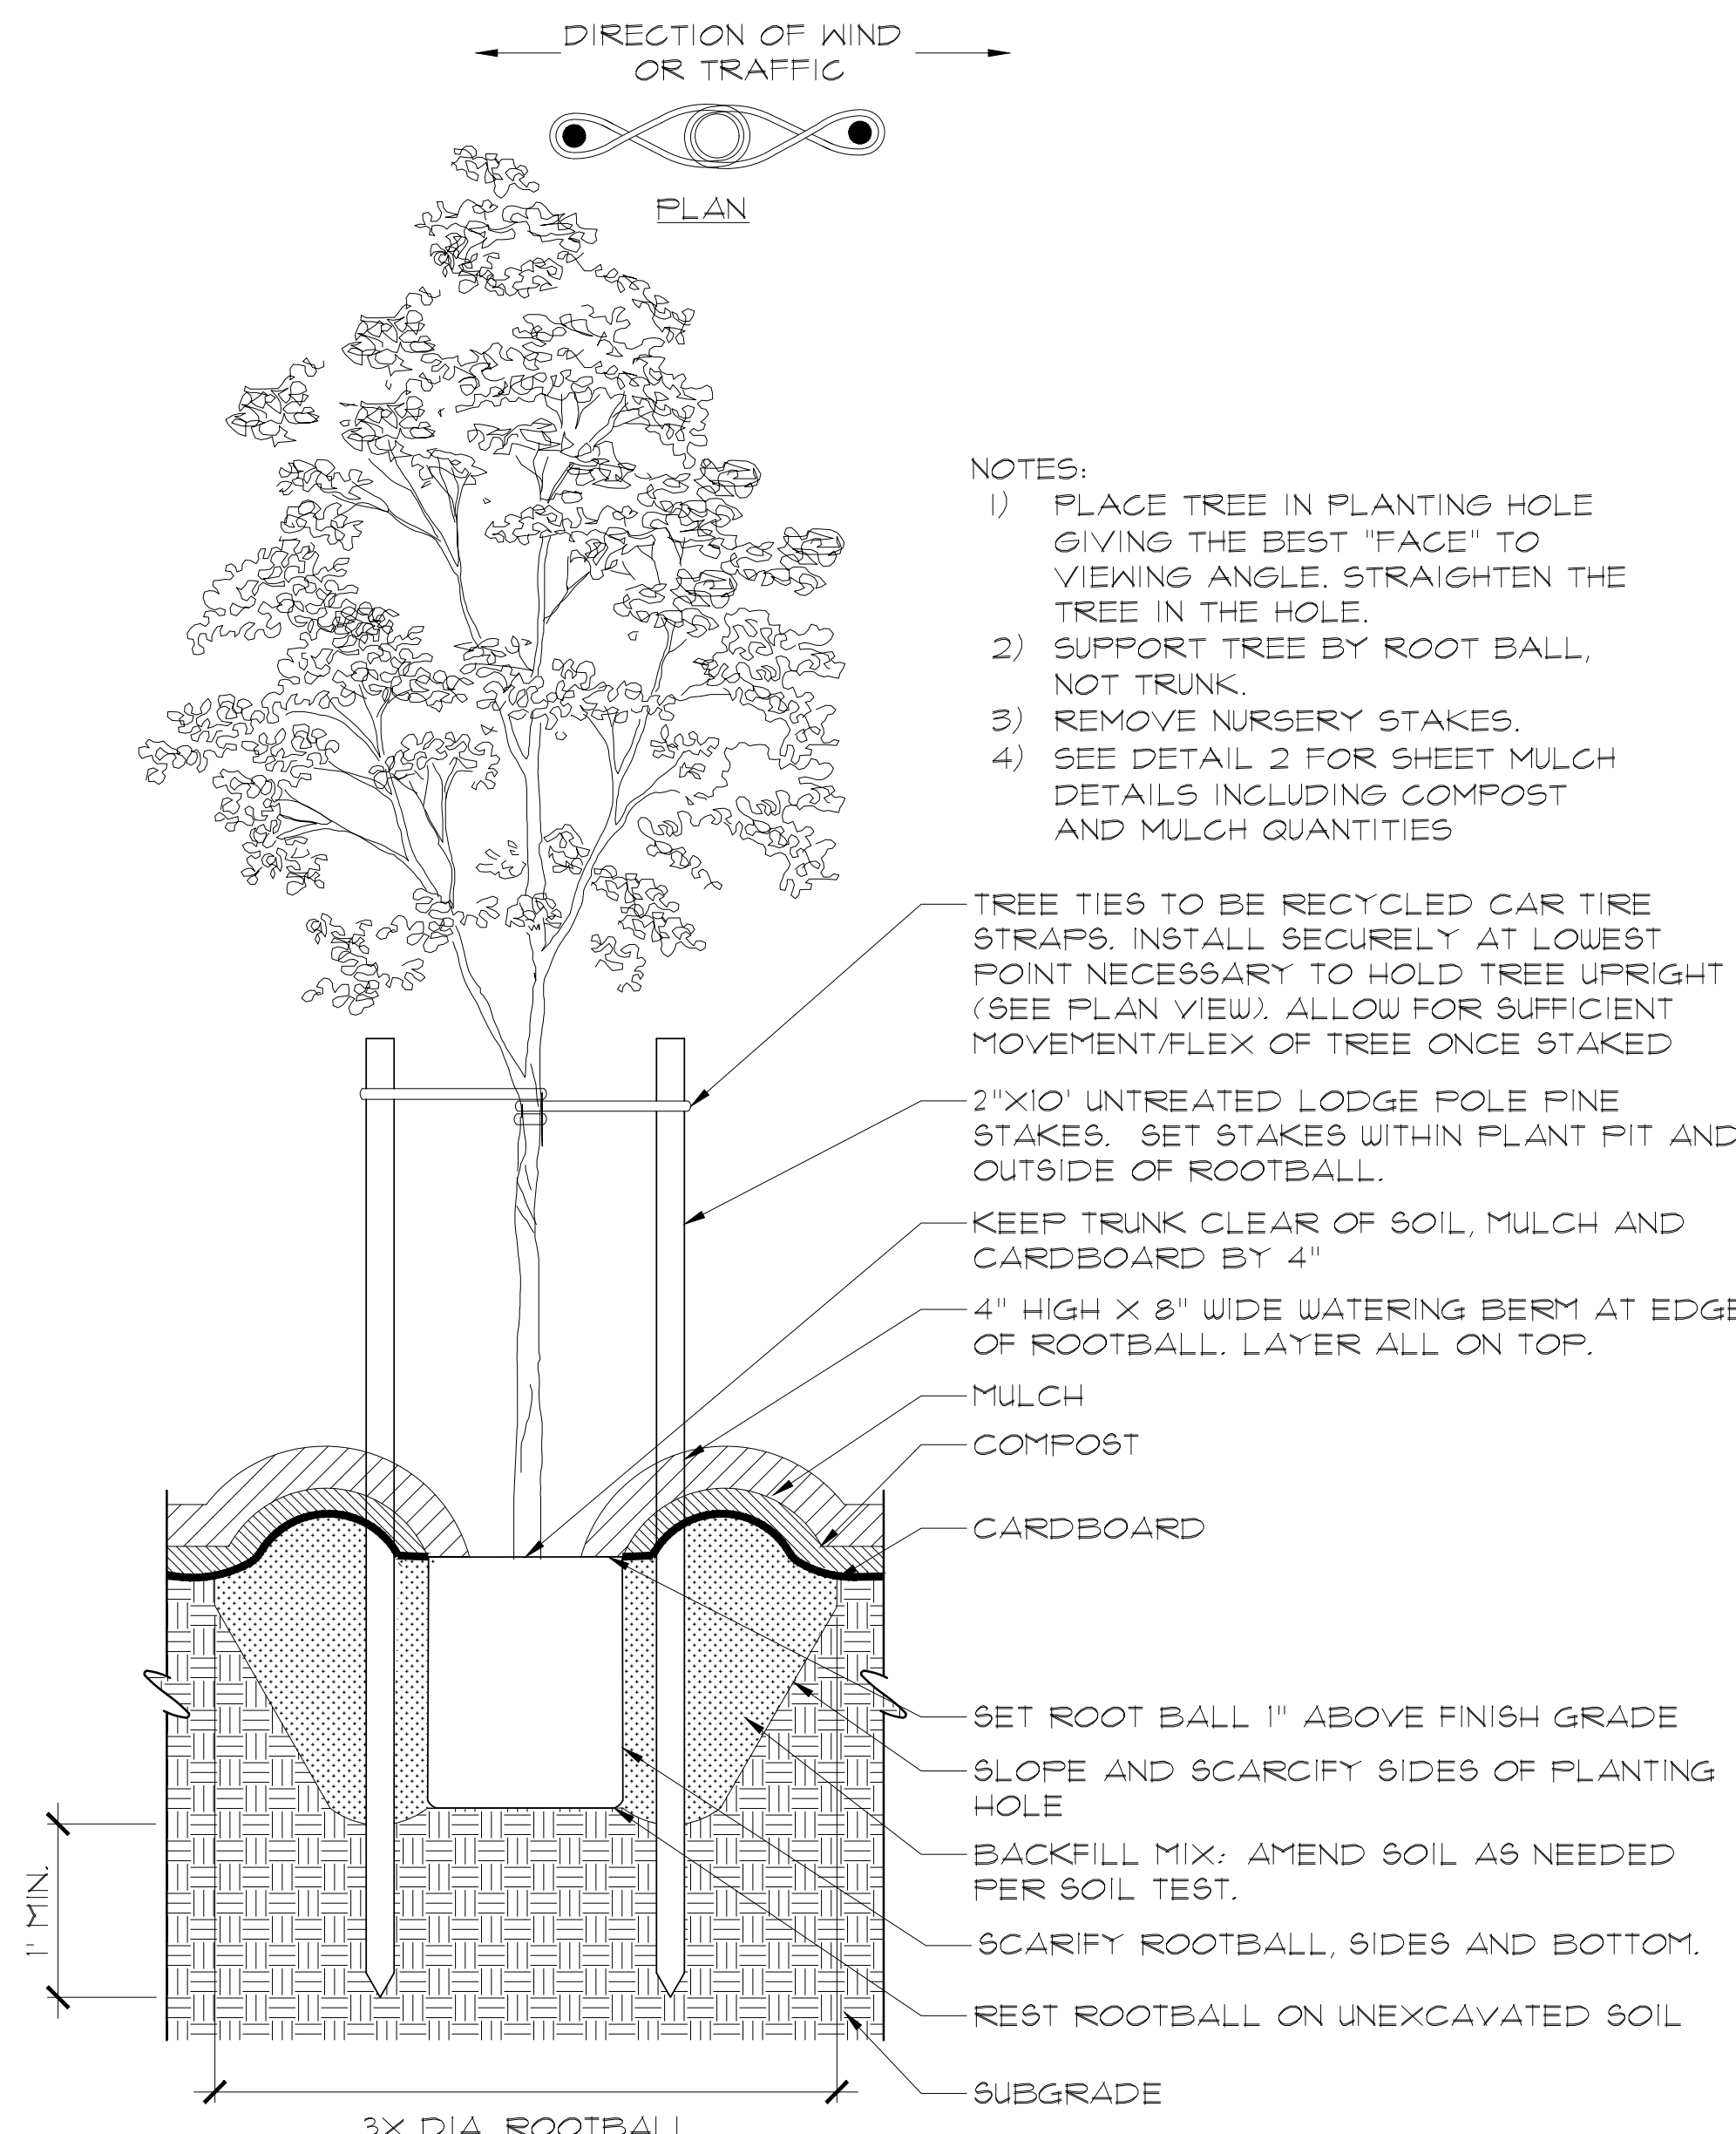 DIRECTION OF WIND
OR TRAFFIC
PLAN
NOTES:
1) PLACE TREE IN PLANTING HOLE
GIVING THE BEST "FACE" TO
VIEWING ANGLE. STRAIGHTEN THE
TREE IN THE HOLE.
2) SUPPORT TREE BY ROOT BALL,
NOT TRUNK.
3) REMOVE NURSERY STAKES.
4) SEE DETAIL 2 FOR SHEET MULCH
DETAILS INCLUDING COMPOST
AND MULCH QUANTITIES
TREE TIES TO BE RECYCLED CAR TIRE
STRAPS. INSTALL SECURELY AT LOWEST
POINT NECESSARY TO HOLD TREE UPRIGHT
(SEE PLAN VIEW). ALLOW FOR SUFFICIENT
MOVEMENT/FLEX OF TREE ONCE STAKED
2"X10' UNTREATED LODGE POLE PINE
STAKES. SET STAKES WITHIN PLANT PIT AND
OUTSIDE OF ROOTBALL.
KEEP TRUNK CLEAR OF SOIL, MULCH AND
CARDBOARD BY 4"
4" HIGH X 8" WIDE WATERING BERM AT EDGE
OF ROOTBALL. LAYER ALL ON TOP.
MULCH
COMPOST
CARDBOARD
SET ROOT BALL 1" ABOVE FINISH GRADE
SLOPE AND SCARCIFY SIDES OF PLANTING
HOLE
BACKFILL MIX: AMEND SOIL AS NEEDED
PER SOIL TEST.
SCARIFY ROOTBALL, SIDES AND BOTTOM.
REST ROOTBALL ON UNEXCAVATED SOIL
SUBGRADE
1' MIN.
3X DIA. ROOTBALL